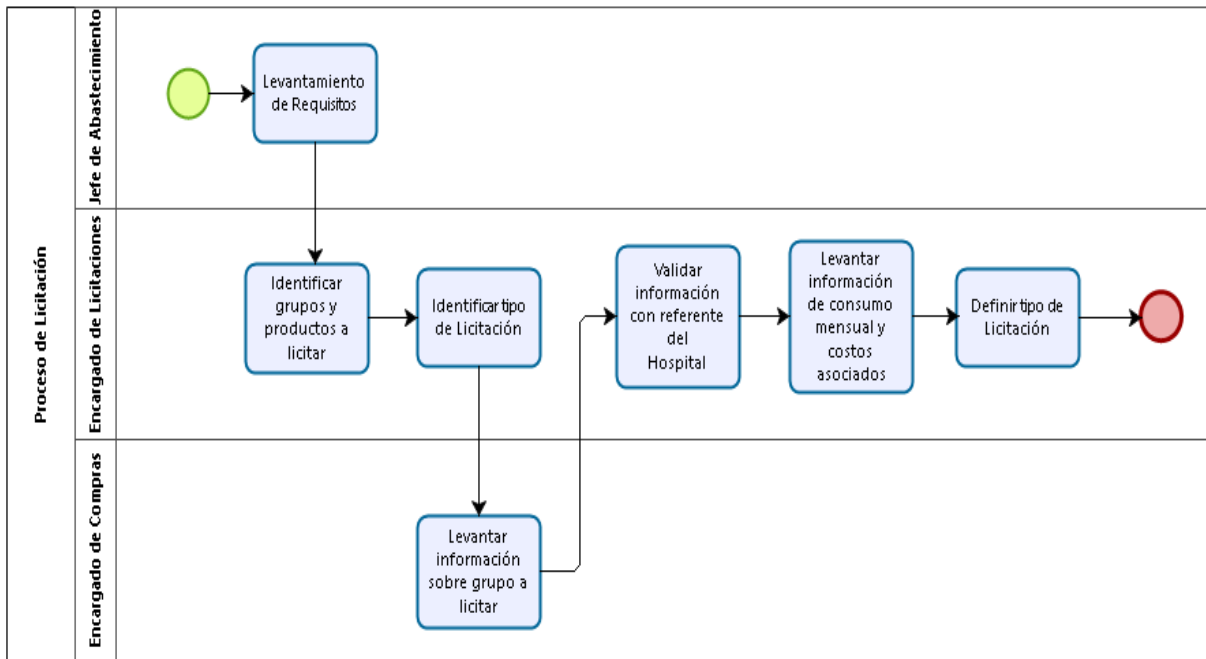 Proceso de Licitación
Jefe de Abastecimiento
Levantamiento
de Requisitos
Encargado de Licitaciones
Identificar
grupos y
productos a
licitar
Identificar tipo
de Licitación
Validar
información
con referente
del
Hospital
Levantar
información
de consumo
mensual y
costos
asociados
Definir tipo de
Licitación
Encargado de Compras
Levantar
información
sobre grupo a
licitar